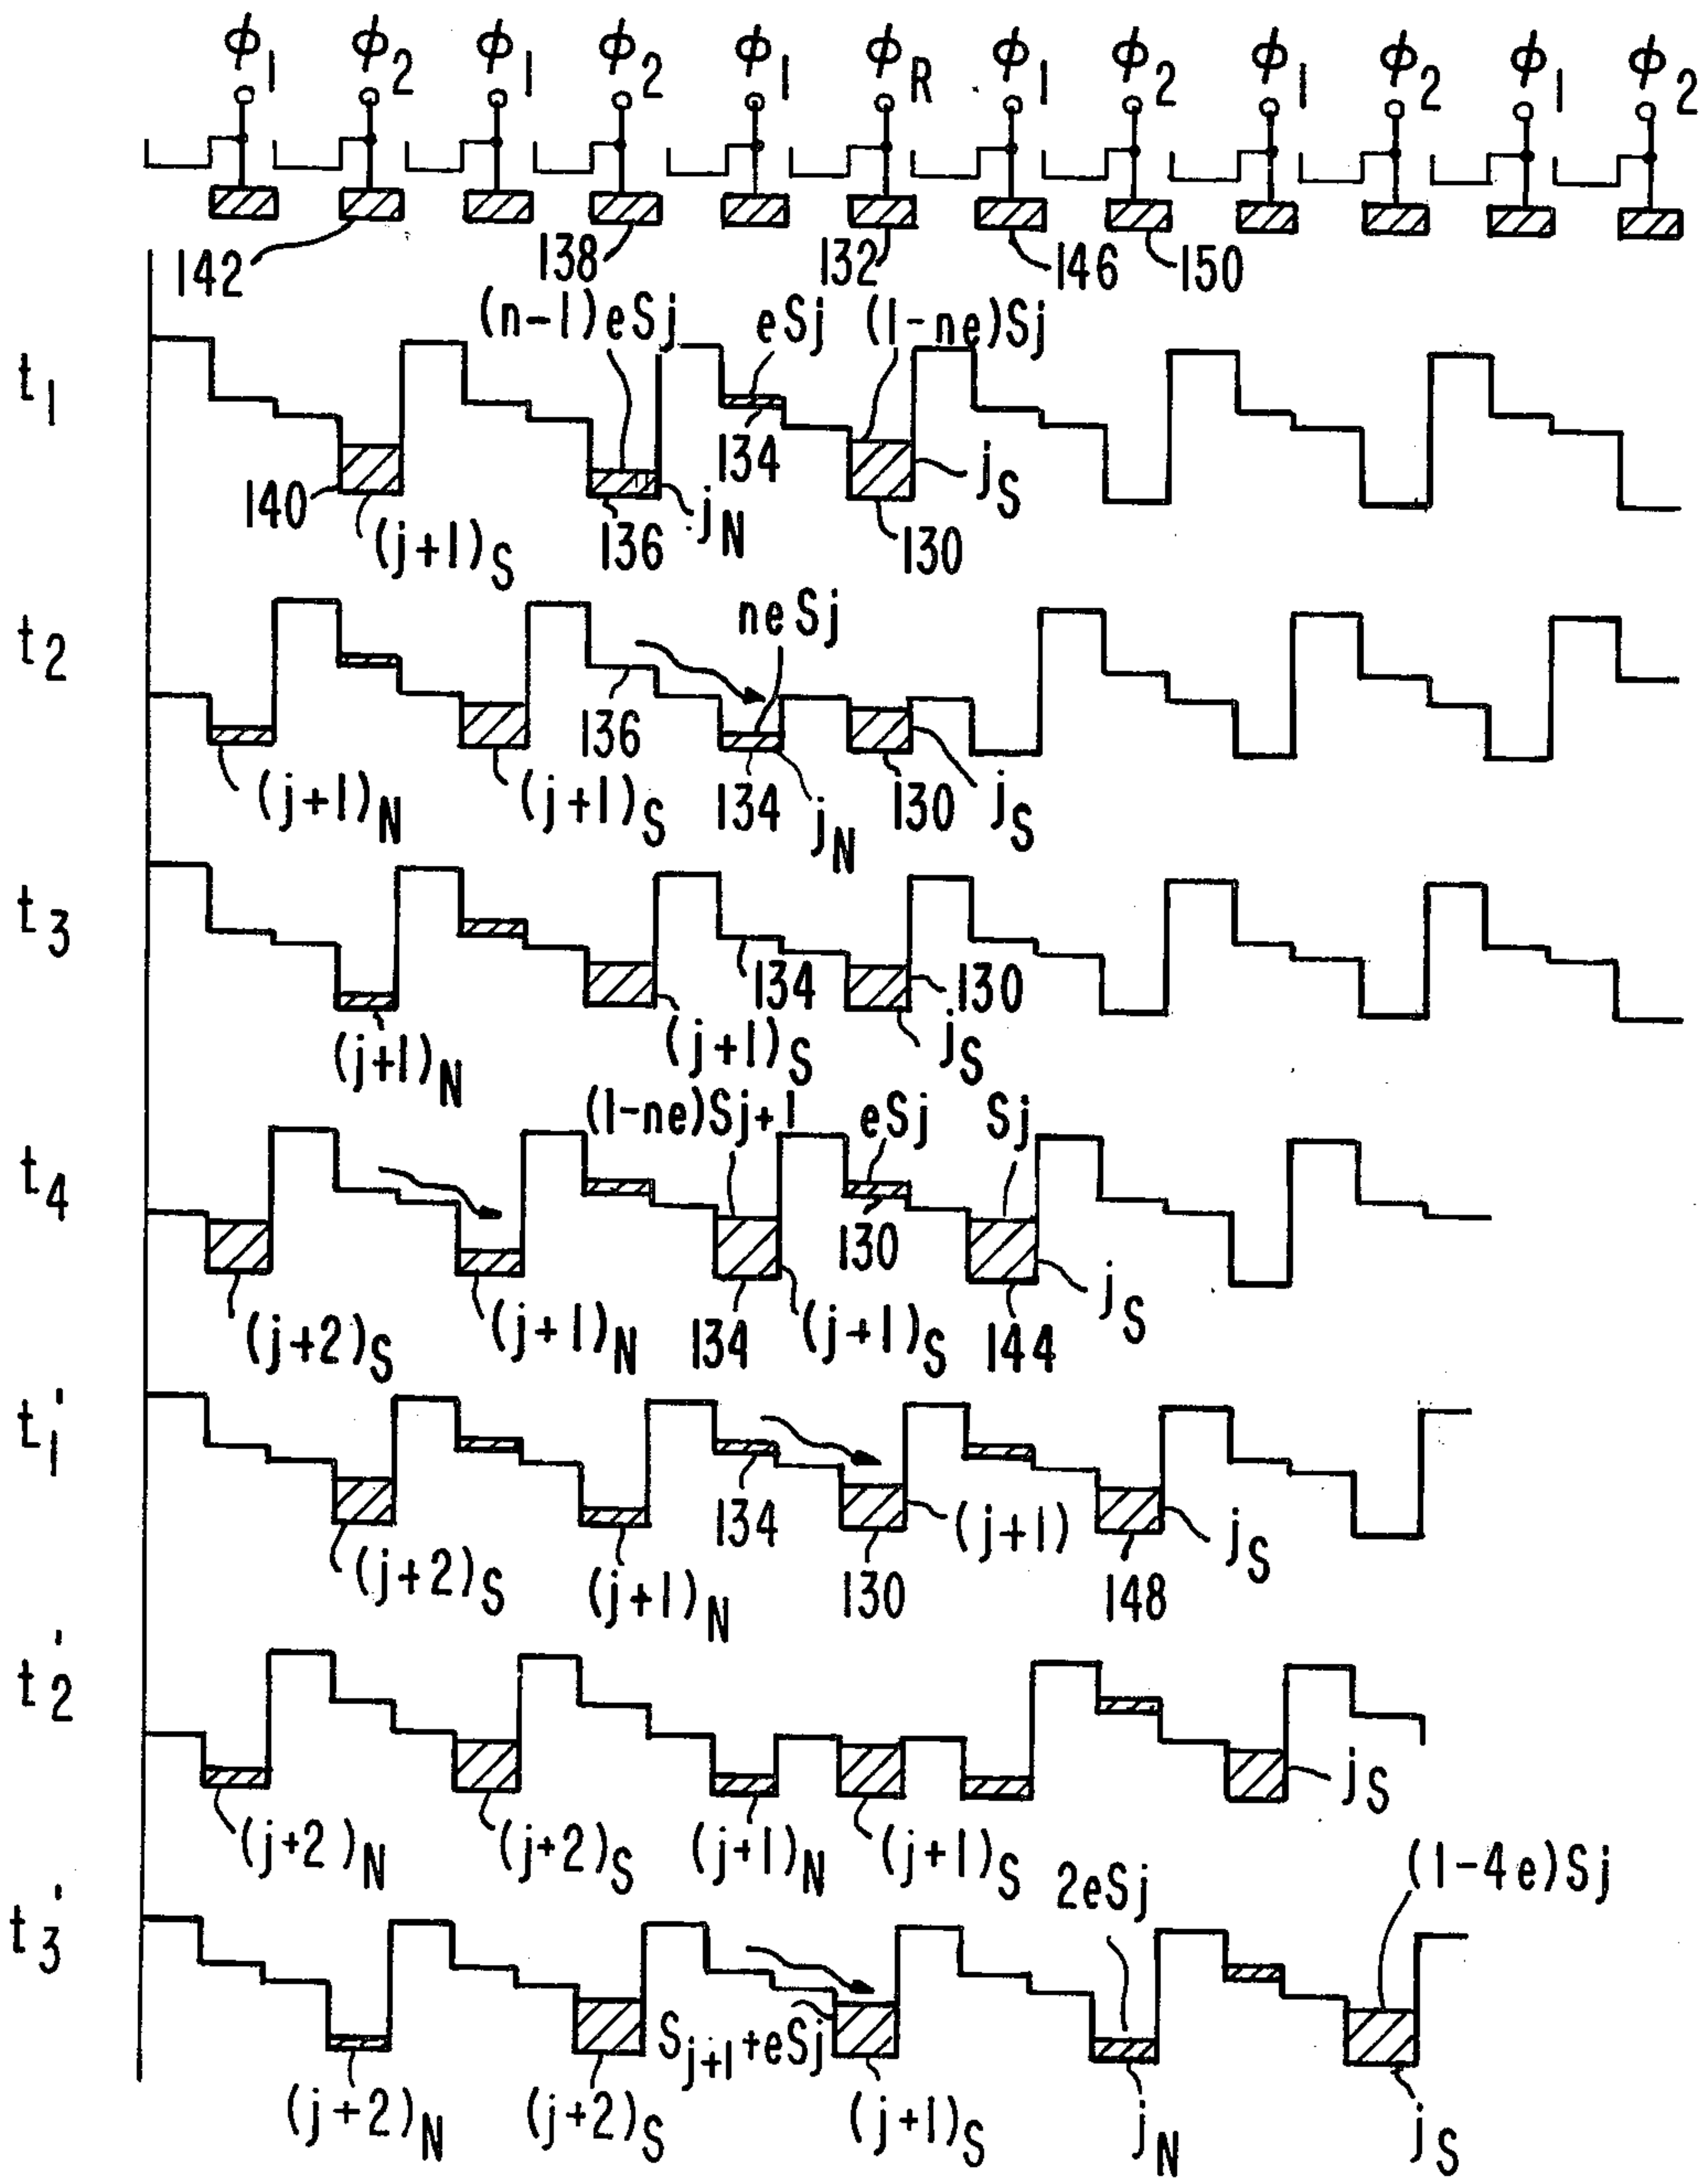 ϕ1 ϕ2 ϕ1 ϕ2 ϕ1 ϕR ϕ1 ϕ2 ϕ1 ϕ2 ϕ1 ϕ2
142 138 132 146 150
(n-1)eSj eSj (1-ne)Sj
t1
134 jS
140 (j+1)S 136 jN 130
neSj
t2
136
(j+1)N (j+1)S 134 jN 130 jS
t3
134 130
(j+1)N (j+1)S jS
(1-ne)Sj+1 eSj Sj
t4
130
(j+2)S (j+1)N 134 (j+1)S 144 jS
t1'
134 (j+1) jS
(j+2)S (j+1)N 130 148
t2'
jS
(j+2)N (j+2)S (j+1)N (j+1)S
2eSj (1-4e)Sj
t3'
Sj+1+eSj
(j+2)N (j+2)S (j+1)S jN jS